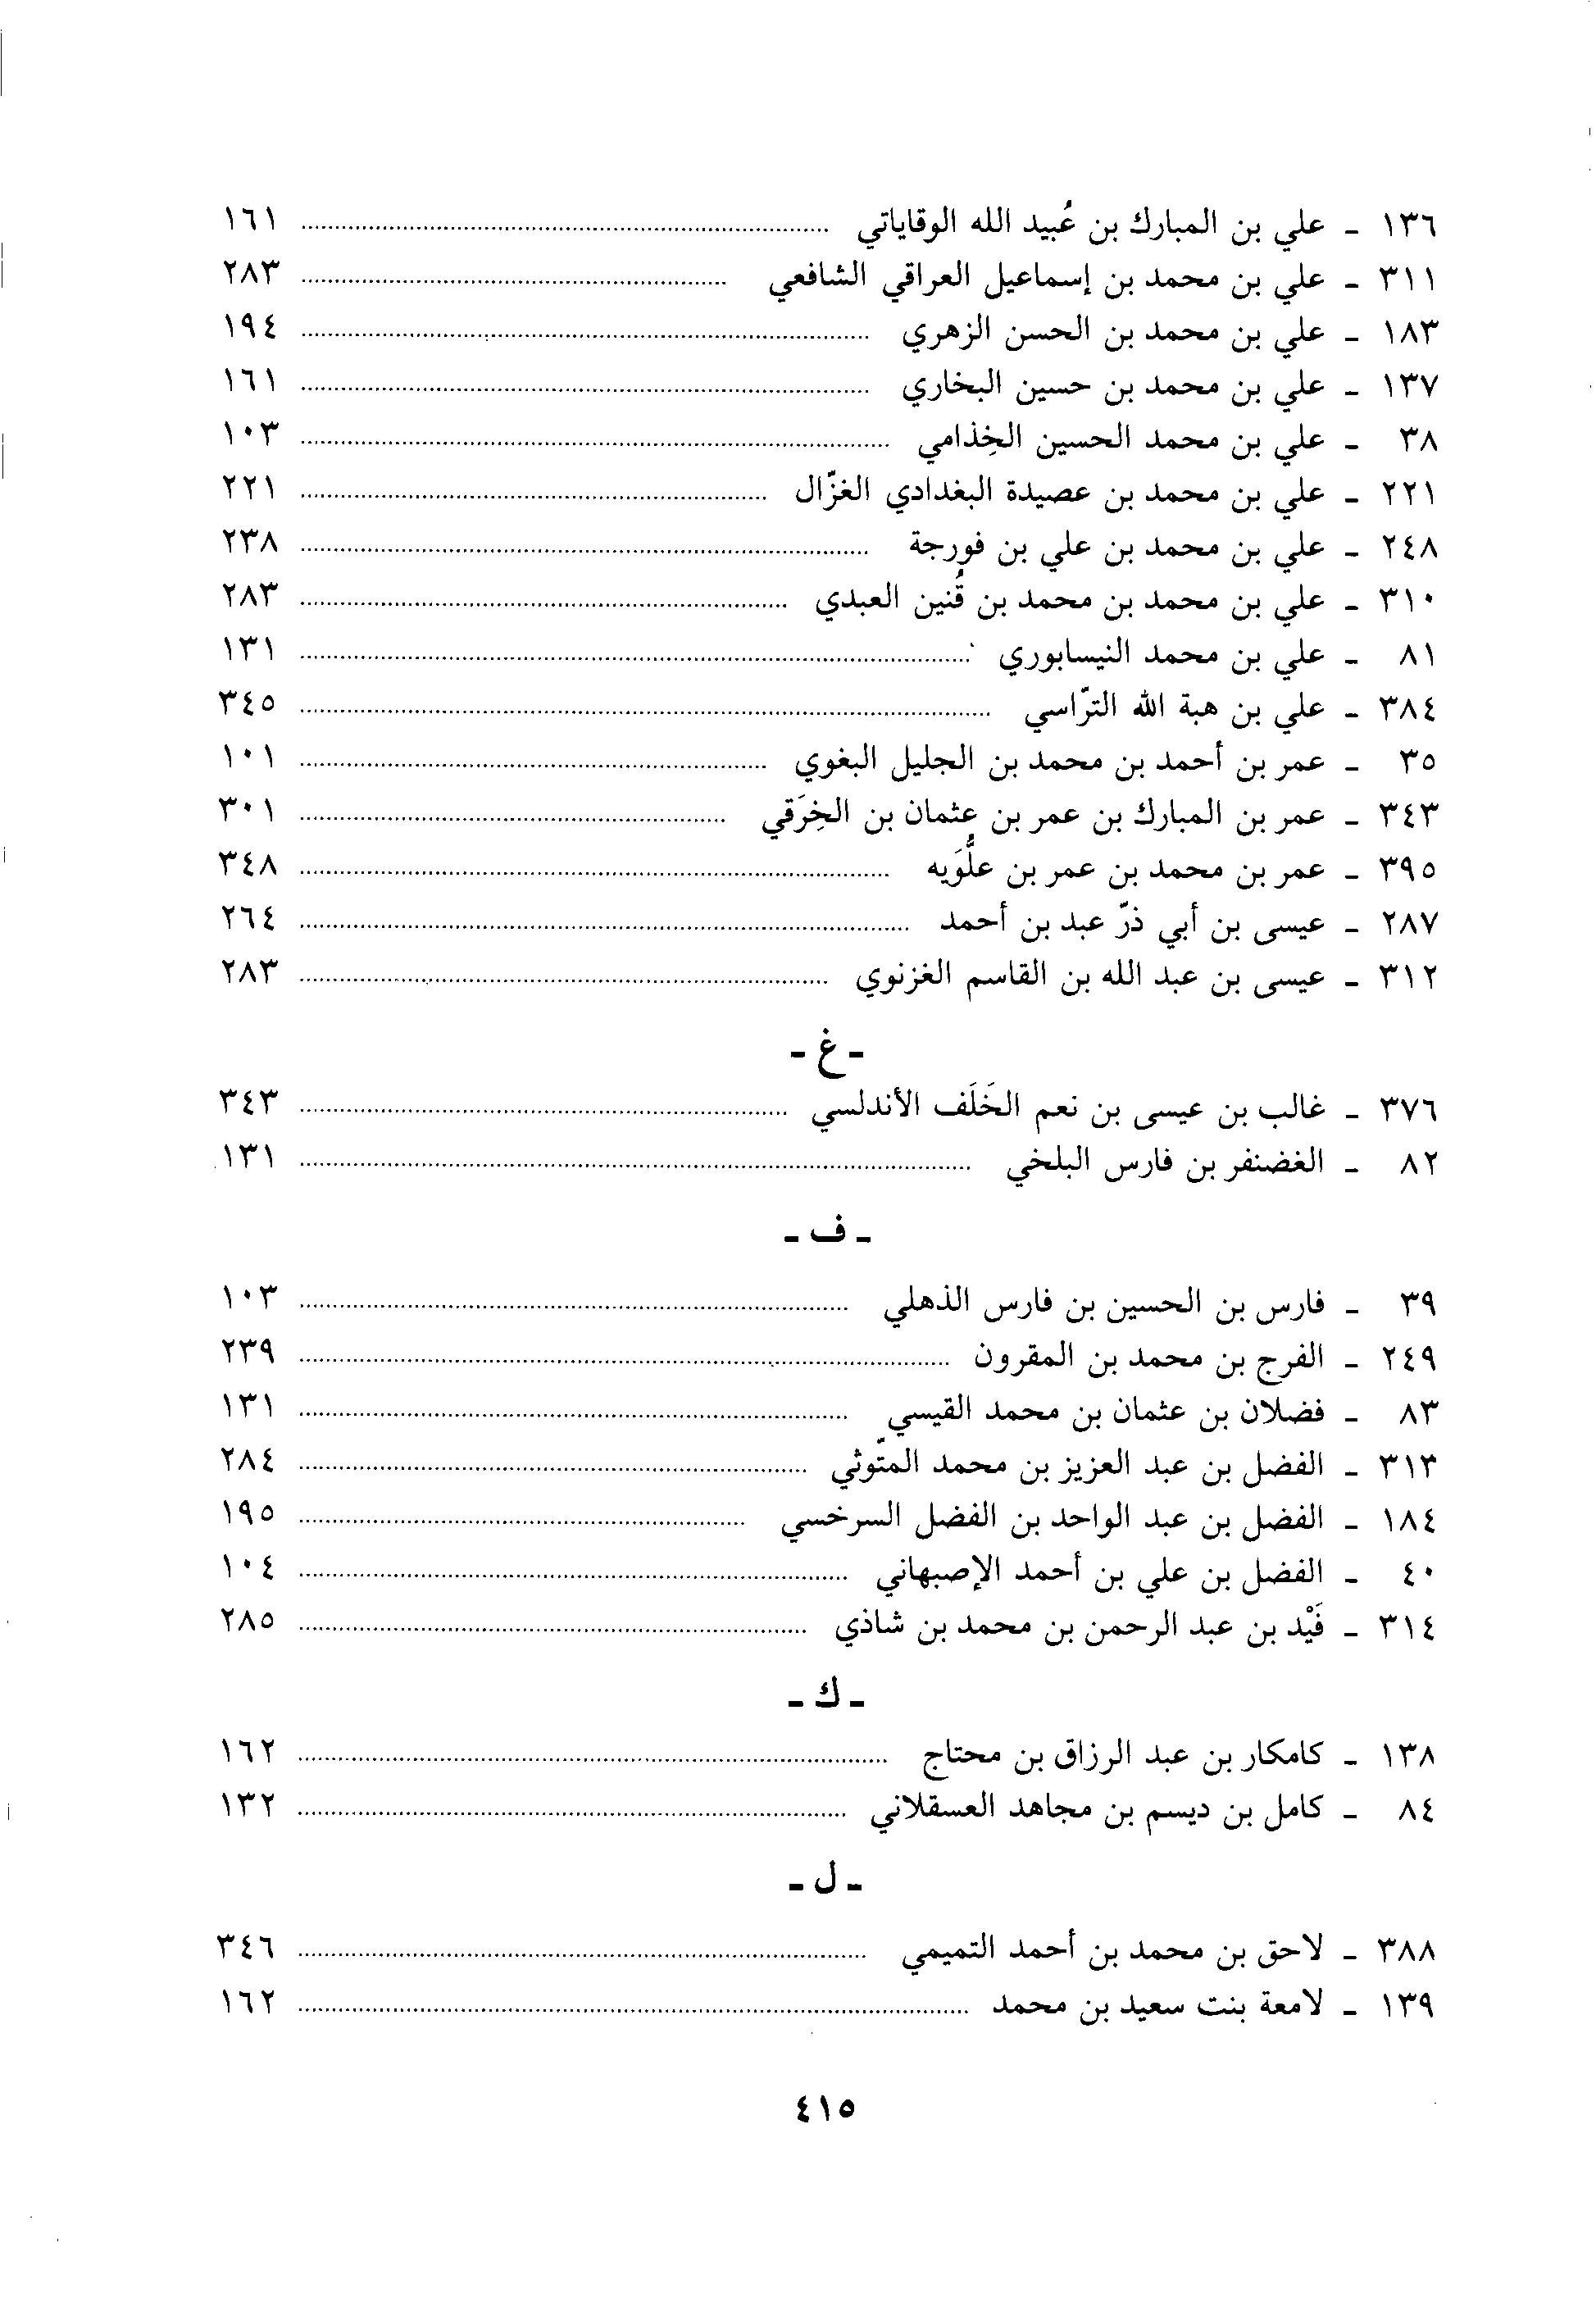 ١٣٦ - علي بن المبارك بن عُبيد الله الوقاياتي ........ ١٦١
٣١١ - علي بن محمد بن إسماعيل العراقي الشافعي ........ ٢٨٣
١٨٣ - علي بن محمد بن الحسن الزهري ........ ١٩٤
١٣٧ - علي بن محمد بن حسين البخاري ........ ١٦١
٣٨ - علي بن محمد الحسين الخِذامي ........ ١٠٣
٢٢١ - علي بن محمد بن عصيدة البغدادي الغزّال ........ ٢٢١
٢٤٨ - علي بن محمد بن علي بن فورجة ........ ٢٣٨
٣١٠ - علي بن محمد بن محمد بن قُنين العبدي ........ ٢٨٣
٨١ - علي بن محمد النيسابوري ........ ١٣١
٣٨٤ - علي بن هبة الله الترّاسي ........ ٣٤٥
٣٥ - عمر بن أحمد بن محمد بن الجليل البغوي ........ ١٠١
٣٤٣ - عمر بن المبارك بن عمر بن عثمان بن الخِرَقي ........ ٣٠١
٣٩٥ - عمر بن محمد بن عمر بن علُّوَيه ........ ٣٤٨
٢٨٧ - عيسى بن أبي ذرّ عبد بن أحمد ........ ٢٦٤
٣١٢ - عيسى بن عبد الله بن القاسم الغزنوي ........ ٢٨٣
- غ -
٣٧٦ - غالب بن عيسى بن نعم الخَلَف الأندلسي ........ ٣٤٣
٨٢ - الغضنفر بن فارس البلخي ........ ١٣١
- ف -
٣٩ - فارس بن الحسين بن فارس الذهلي ........ ١٠٣
٢٤٩ - الفرج بن محمد بن المقرون ........ ٢٣٩
٨٣ - فضلان بن عثمان بن محمد القيسي ........ ١٣١
٣١٣ - الفضل بن عبد العزيز بن محمد المتّوثي ........ ٢٨٤
١٨٤ - الفضل بن عبد الواحد بن الفضل السرخسي ........ ١٩٥
٤٠ - الفضل بن علي بن أحمد الإصبهاني ........ ١٠٤
٣١٤ - فَيْد بن عبد الرحمن بن محمد بن شاذي ........ ٢٨٥
- ك -
١٣٨ - كامكار بن عبد الرزاق بن محتاج ........ ١٦٢
٨٤ - كامل بن ديسم بن مجاهد العسقلاني ........ ١٣٢
- ل -
٣٨٨ - لاحق بن محمد بن أحمد التميمي ........ ٣٤٦
١٣٩ - لامعة بنت سعيد بن محمد ........ ١٦٢
٤١٥